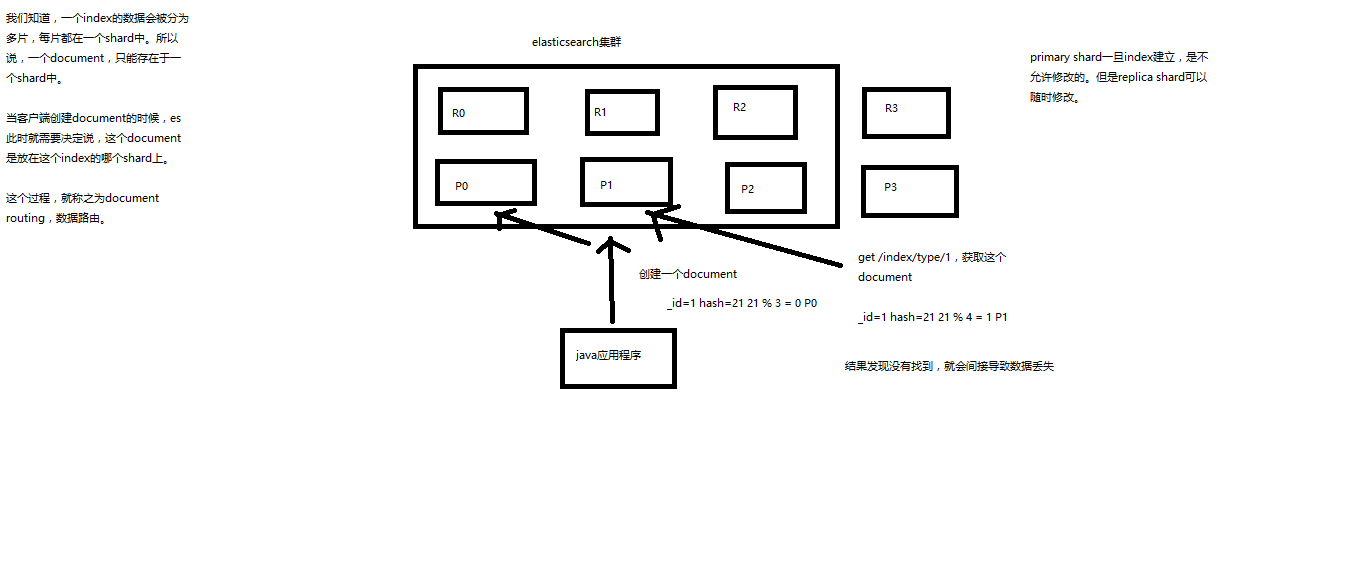 我们知道，一个index的数据会被分为
多片，每片都在一个shard中。所以
说，一个document，只能存在于一
个shard中。
当客户端创建document的时候，es
此时就需要决定说，这个document
是放在这个index的哪个shard上。
这个过程，就称之为document
routing，数据路由。
elasticsearch集群
R0
R1
R2
R3
P0
P1
P2
P3
primary shard一旦index建立，是不
允许修改的。但是replica shard可以
随时修改。
创建一个document
_id=1 hash=21 21 % 3 = 0 P0
java应用程序
get /index/type/1，获取这个
document
_id=1 hash=21 21 % 4 = 1 P1
结果发现没有找到，就会间接导致数据丢失